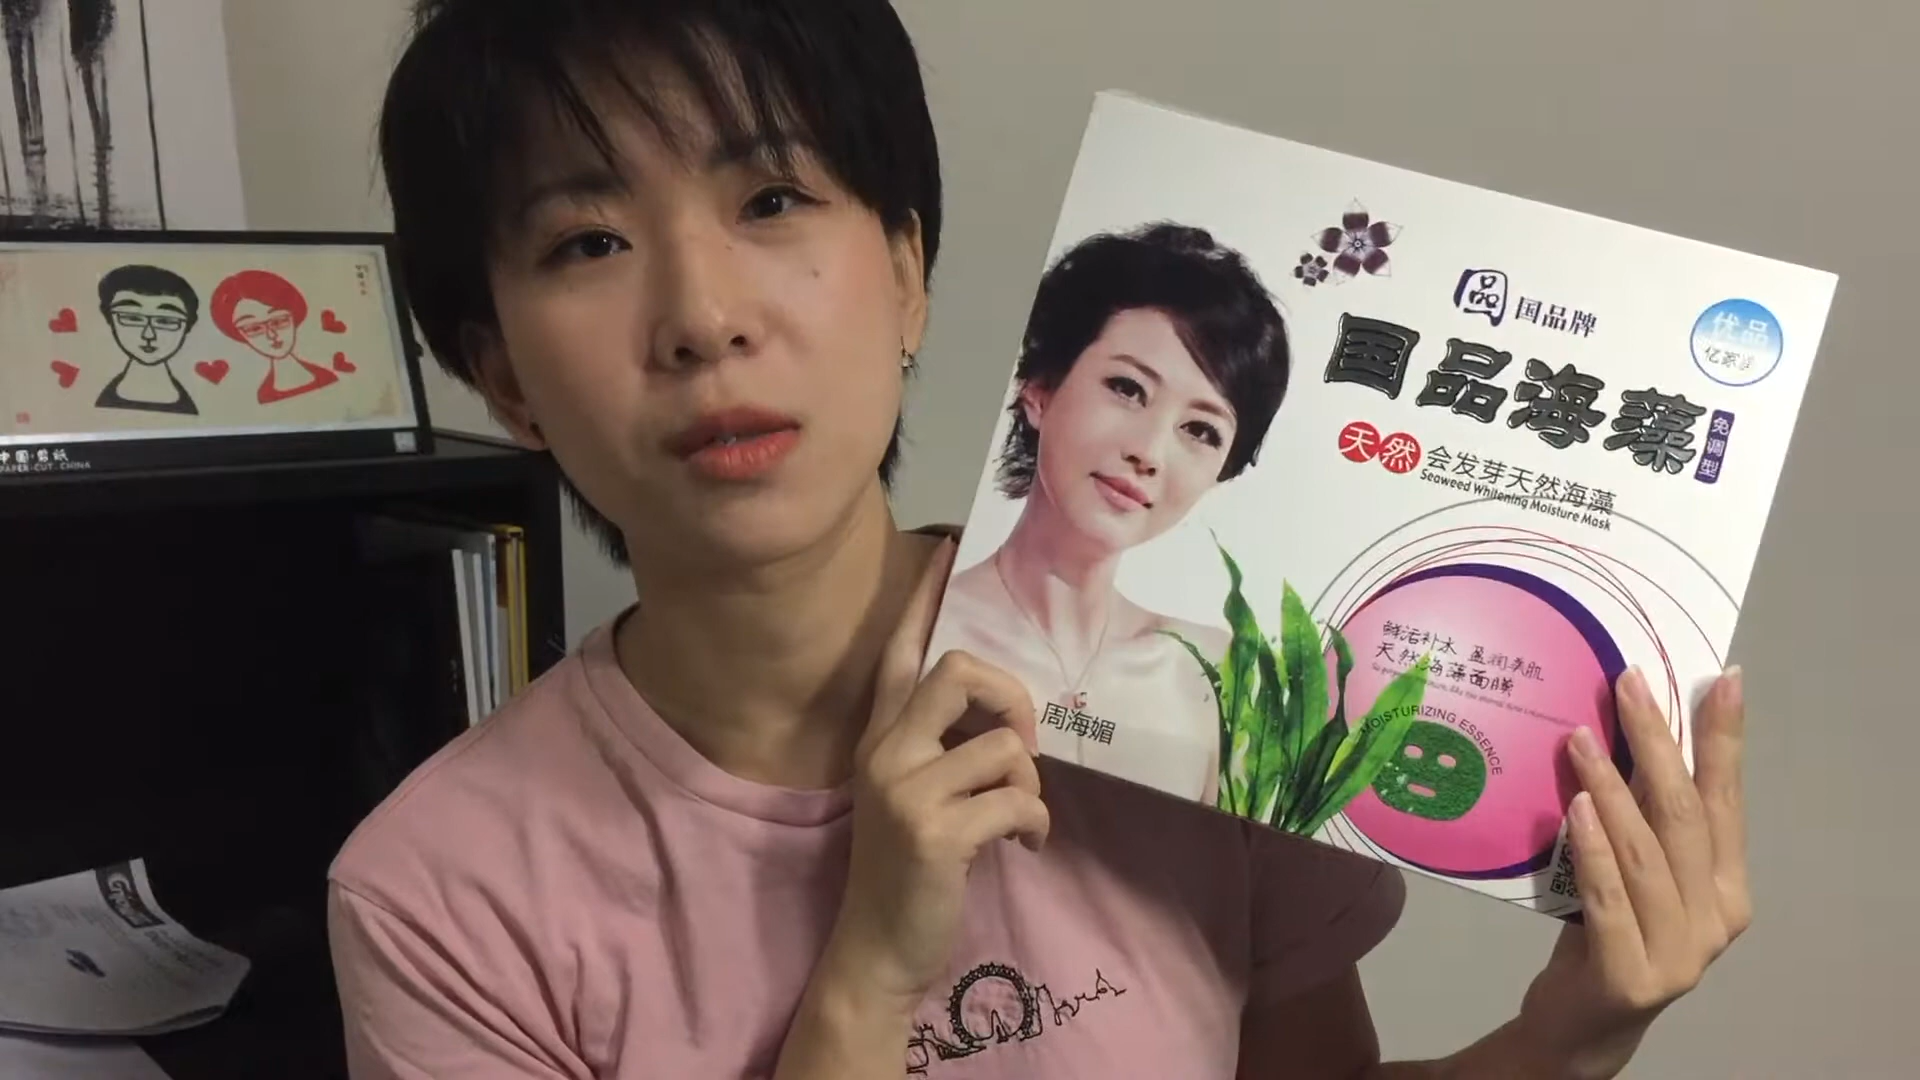 中国·剪纸
PAPER-CUT. CHINA
国品牌
国品海藻
免调型
优品
亿家
天然 会发芽天然海藻
Seaweed Whitening Moisture Mask
鲜活补水 盈润美肌
天然海藻面膜
MOISTURIZING ESSENCE
周海媚